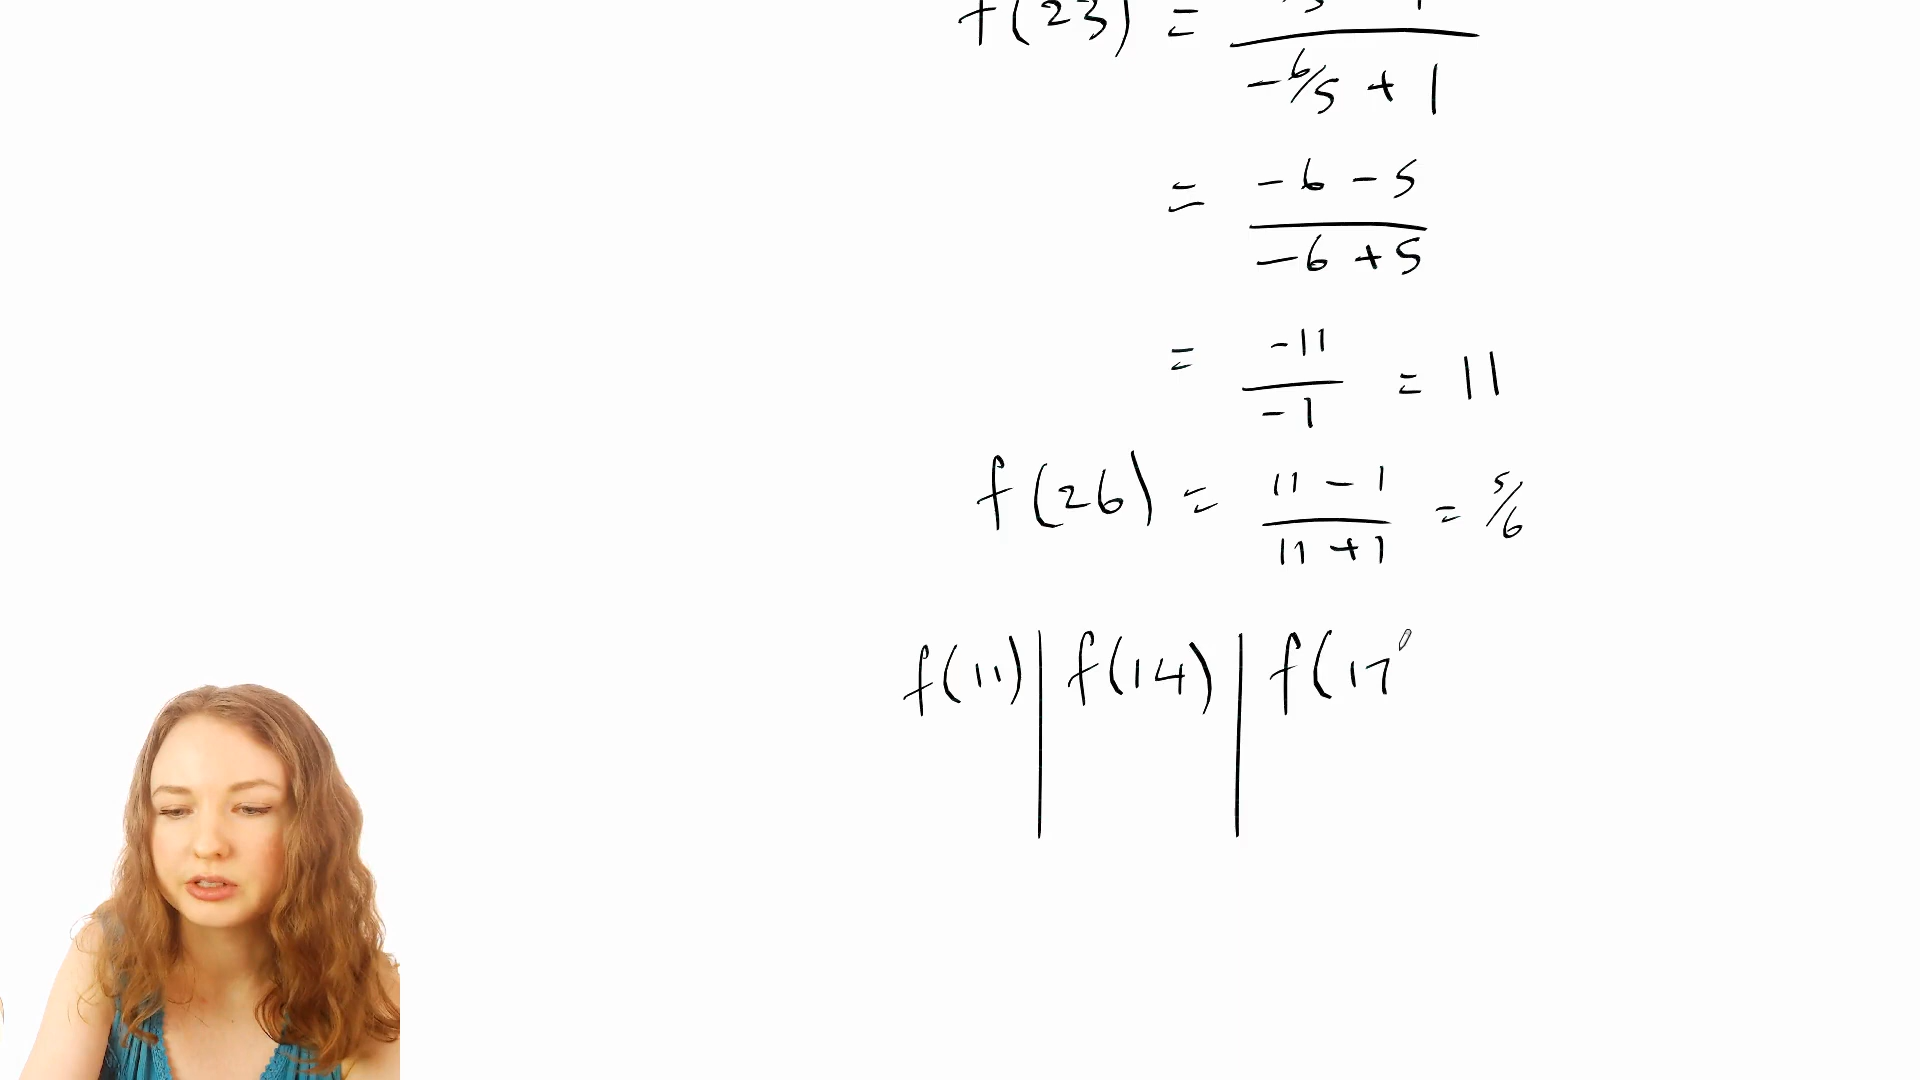 f(23) =
-6/5 + 1
= -6 - 5
-6 + 5
= -11
-1
= 11
f(26) = 11 - 1
11 + 1
= 5/6
f(11) | f(14) | f(17